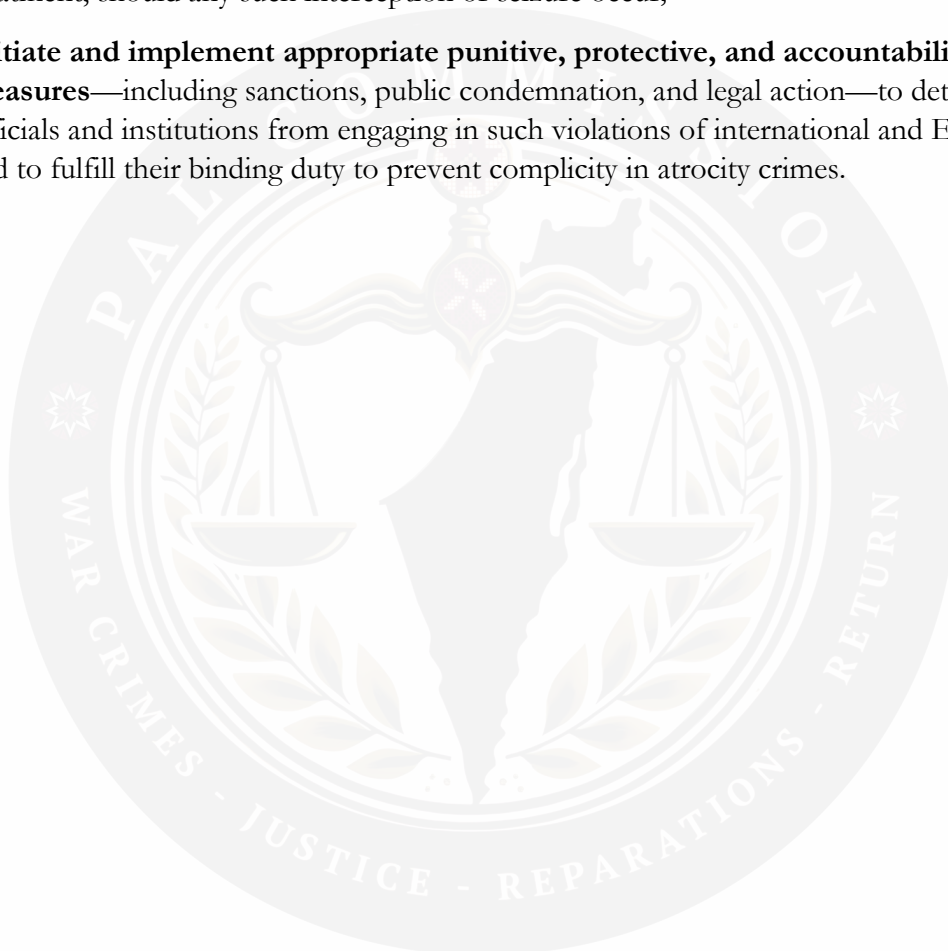 itiate and implement appropriate punitive, protective, and accountabili
easures—including sanctions, public condemnation, and legal action—to det
ficials and institutions from engaging in such violations of international and E
d to fulfill their binding duty to prevent complicity in atrocity crimes.
PAL COMMISSION
WAR CRIMES - JUSTICE - REPARATIONS - RETURN